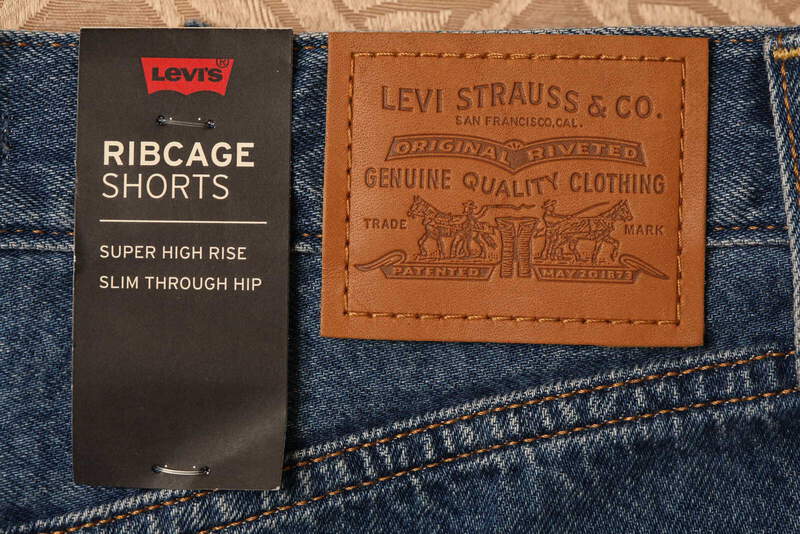 LEVI'S®
RIBCAGE
SHORTS
SUPER HIGH RISE
SLIM THROUGH HIP
LEVI STRAUSS & CO.
SAN FRANCISCO, CAL.
ORIGINAL RIVETED
GENUINE QUALITY CLOTHING
TRADE MARK
PATENTED MAY 20 1873